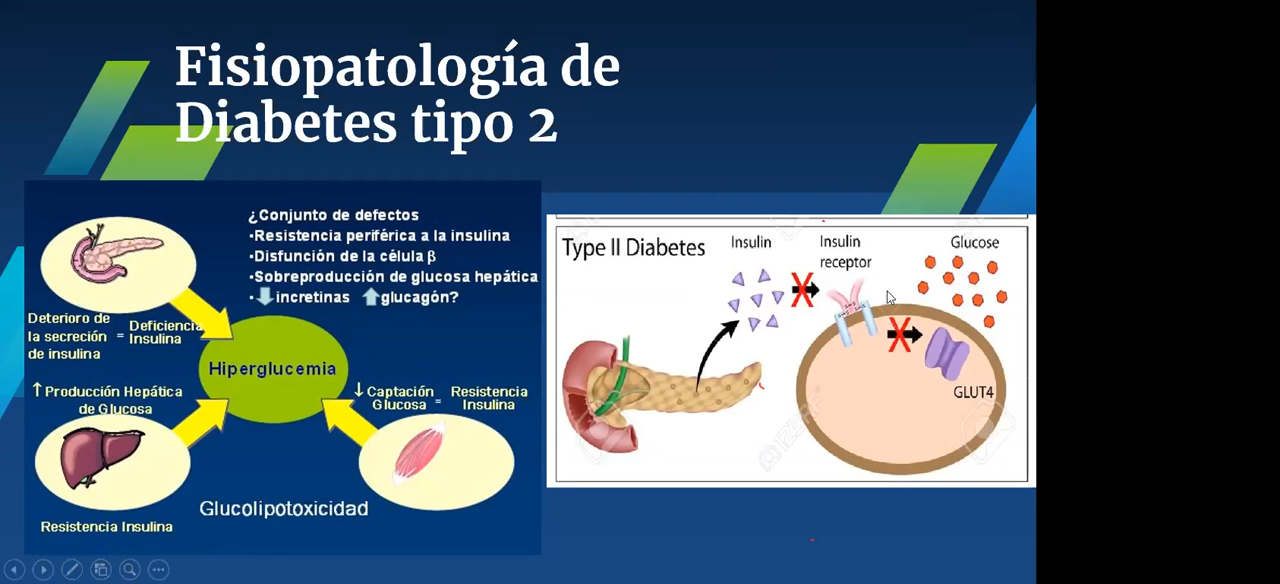 Fisiopatología de
Diabetes tipo 2
¿Conjunto de defectos
•Resistencia periférica a la insulina
•Disfunción de la célula β
•Sobreproducción de glucosa hepática
•⬇incretinas ⬆glucagón?
Deterioro de
la secreción
de insulina
=
Deficiencia
Insulina
Hiperglucemia
↑ Producción Hepática
de Glucosa
↓ Captación
Glucosa
=
Resistencia
Insulina
Glucolipotoxicidad
Resistencia Insulina
Type II Diabetes
Insulin
Insulin
receptor
Glucose
GLUT4